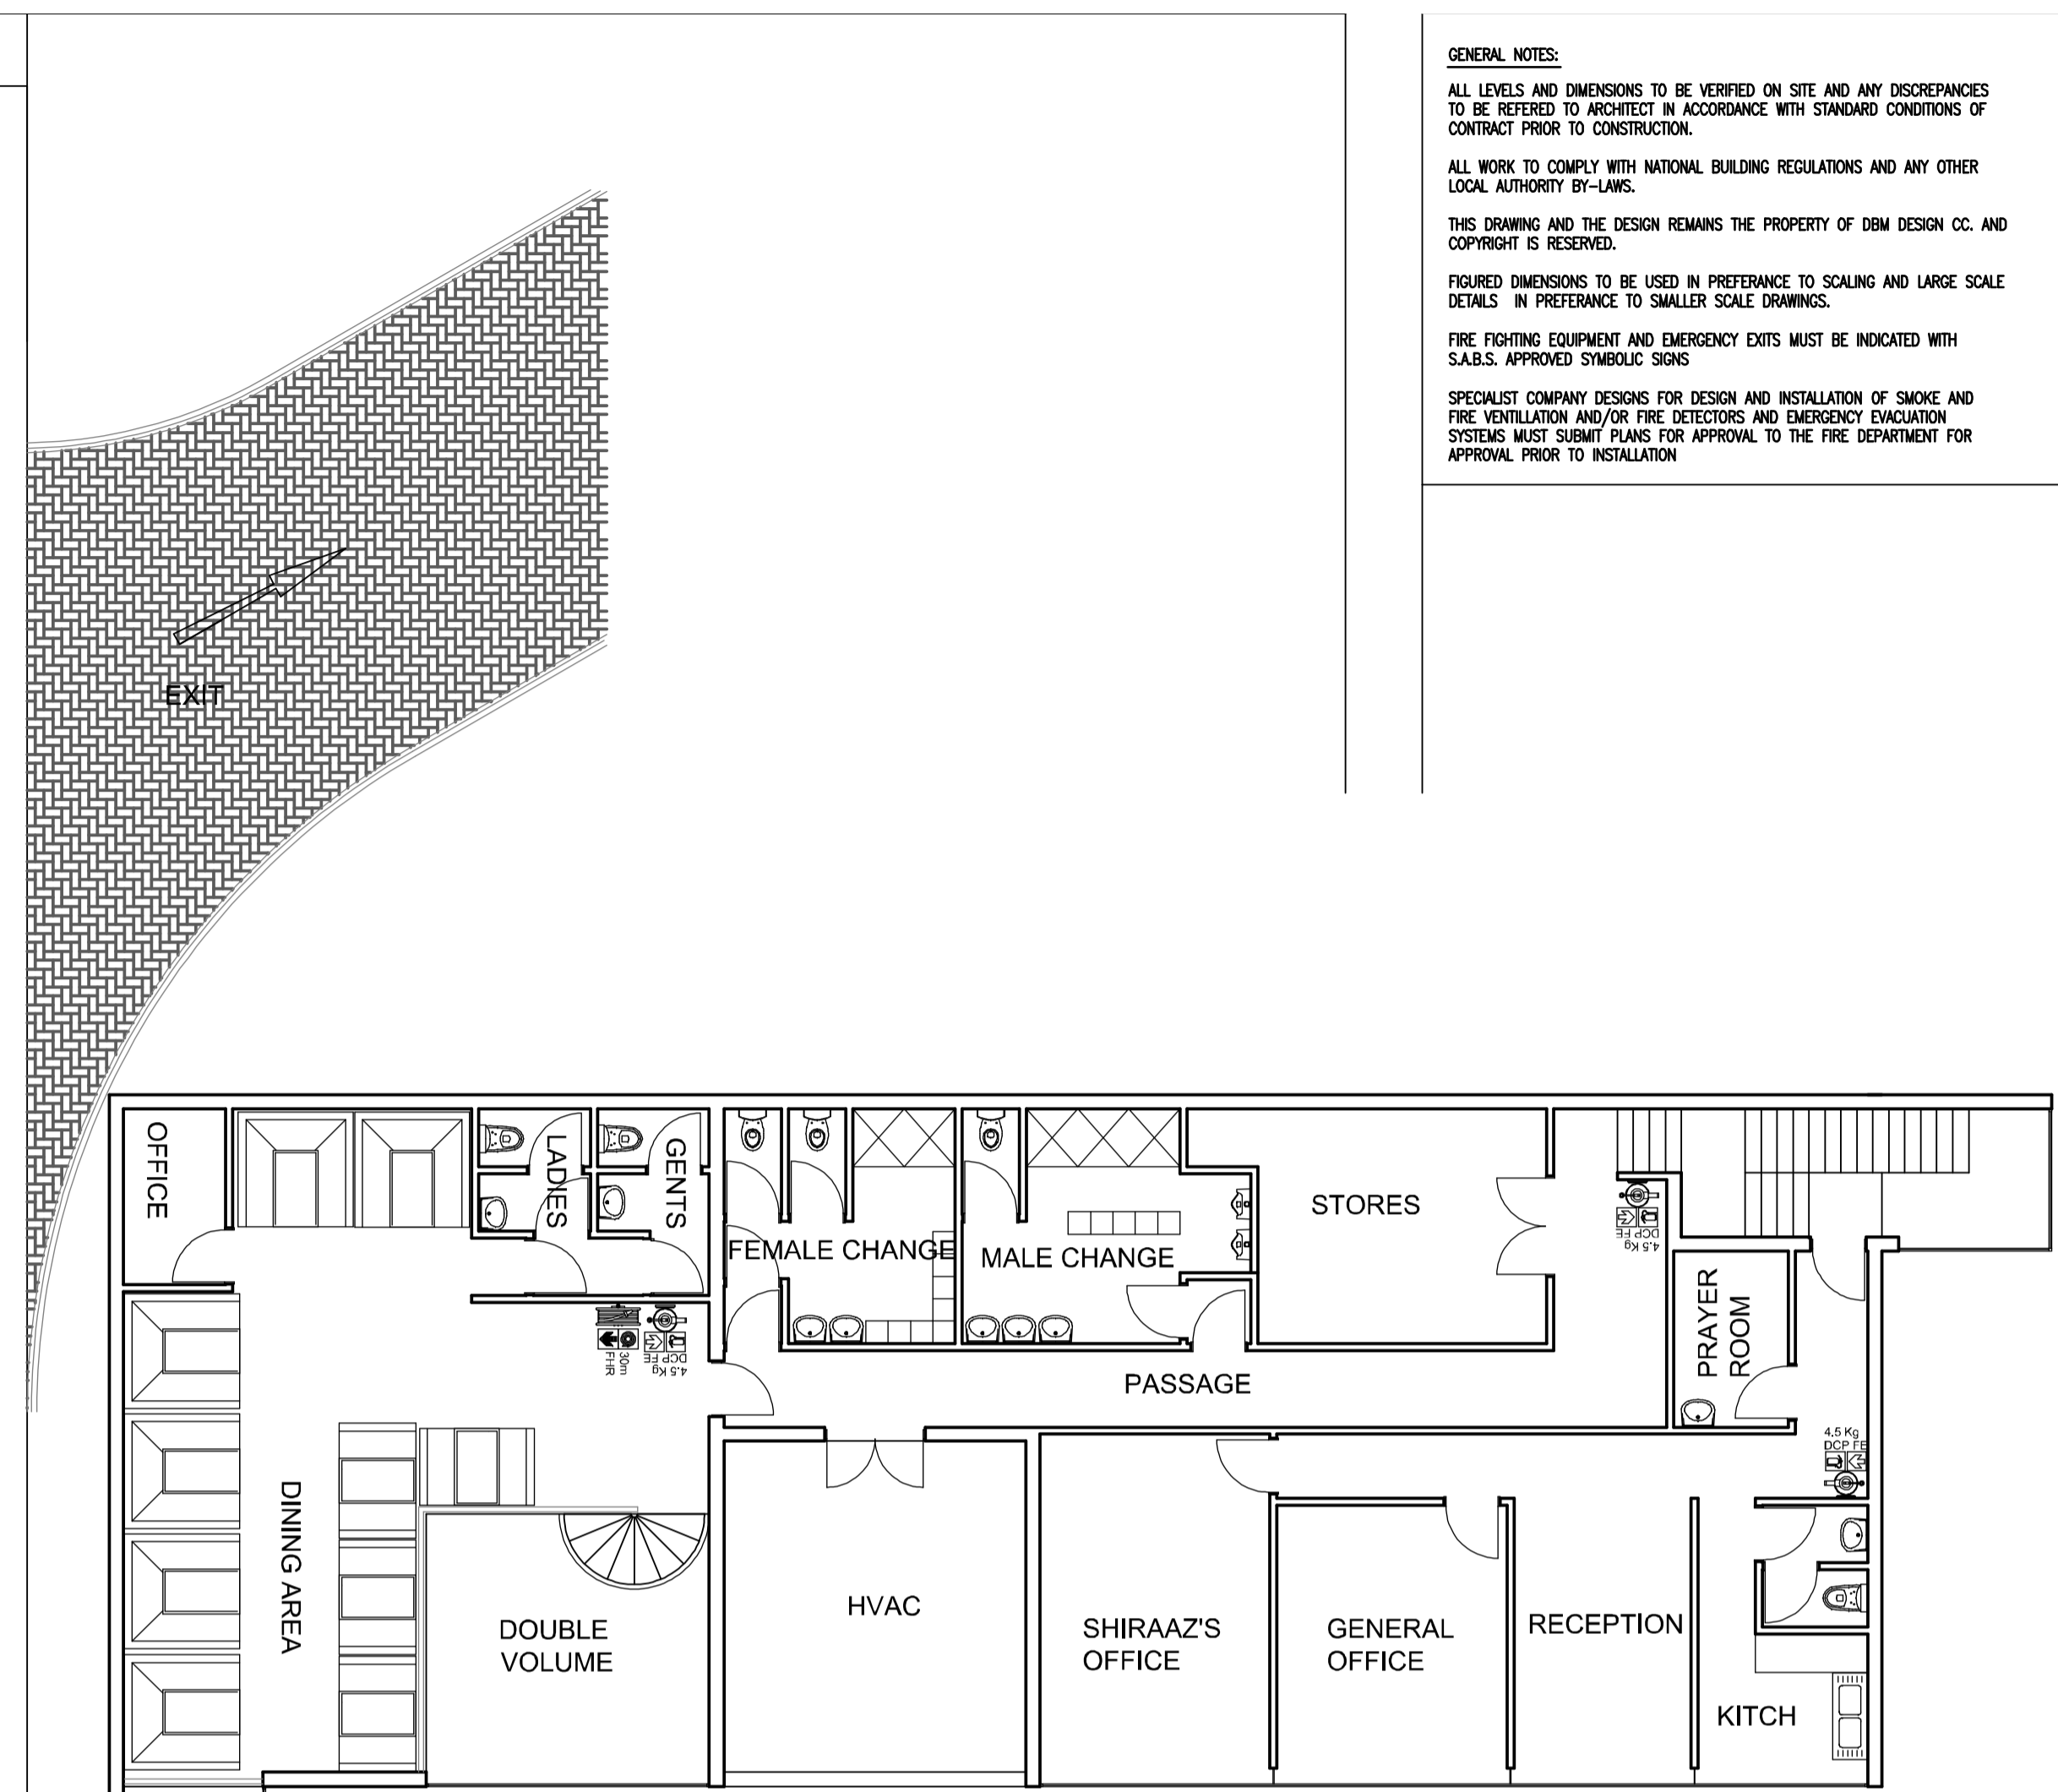 GENERAL NOTES:
ALL LEVELS AND DIMENSIONS TO BE VERIFIED ON SITE AND ANY DISCREPANCIES
TO BE REFERED TO ARCHITECT IN ACCORDANCE WITH STANDARD CONDITIONS OF
CONTRACT PRIOR TO CONSTRUCTION.
ALL WORK TO COMPLY WITH NATIONAL BUILDING REGULATIONS AND ANY OTHER
LOCAL AUTHORITY BY-LAWS.
THIS DRAWING AND THE DESIGN REMAINS THE PROPERTY OF DBM DESIGN CC. AND
COPYRIGHT IS RESERVED.
FIGURED DIMENSIONS TO BE USED IN PREFERANCE TO SCALING AND LARGE SCALE
DETAILS IN PREFERANCE TO SMALLER SCALE DRAWINGS.
FIRE FIGHTING EQUIPMENT AND EMERGENCY EXITS MUST BE INDICATED WITH
S.A.B.S. APPROVED SYMBOLIC SIGNS
SPECIALIST COMPANY DESIGNS FOR DESIGN AND INSTALLATION OF SMOKE AND
FIRE VENTILLATION AND/OR FIRE DETECTORS AND EMERGENCY EVACUATION
SYSTEMS MUST SUBMIT PLANS FOR APPROVAL TO THE FIRE DEPARTMENT FOR
APPROVAL PRIOR TO INSTALLATION
EXIT
OFFICE
LADIES
GENTS
FEMALE CHANGE
MALE CHANGE
STORES
4.5 Kg
DCP FE
PRAYER
ROOM
30m
FHR
4.5 Kg
DCP FE
PASSAGE
4.5 Kg
DCP FE
DINING AREA
DOUBLE
VOLUME
HVAC
SHIRAAZ'S
OFFICE
GENERAL
OFFICE
RECEPTION
KITCH